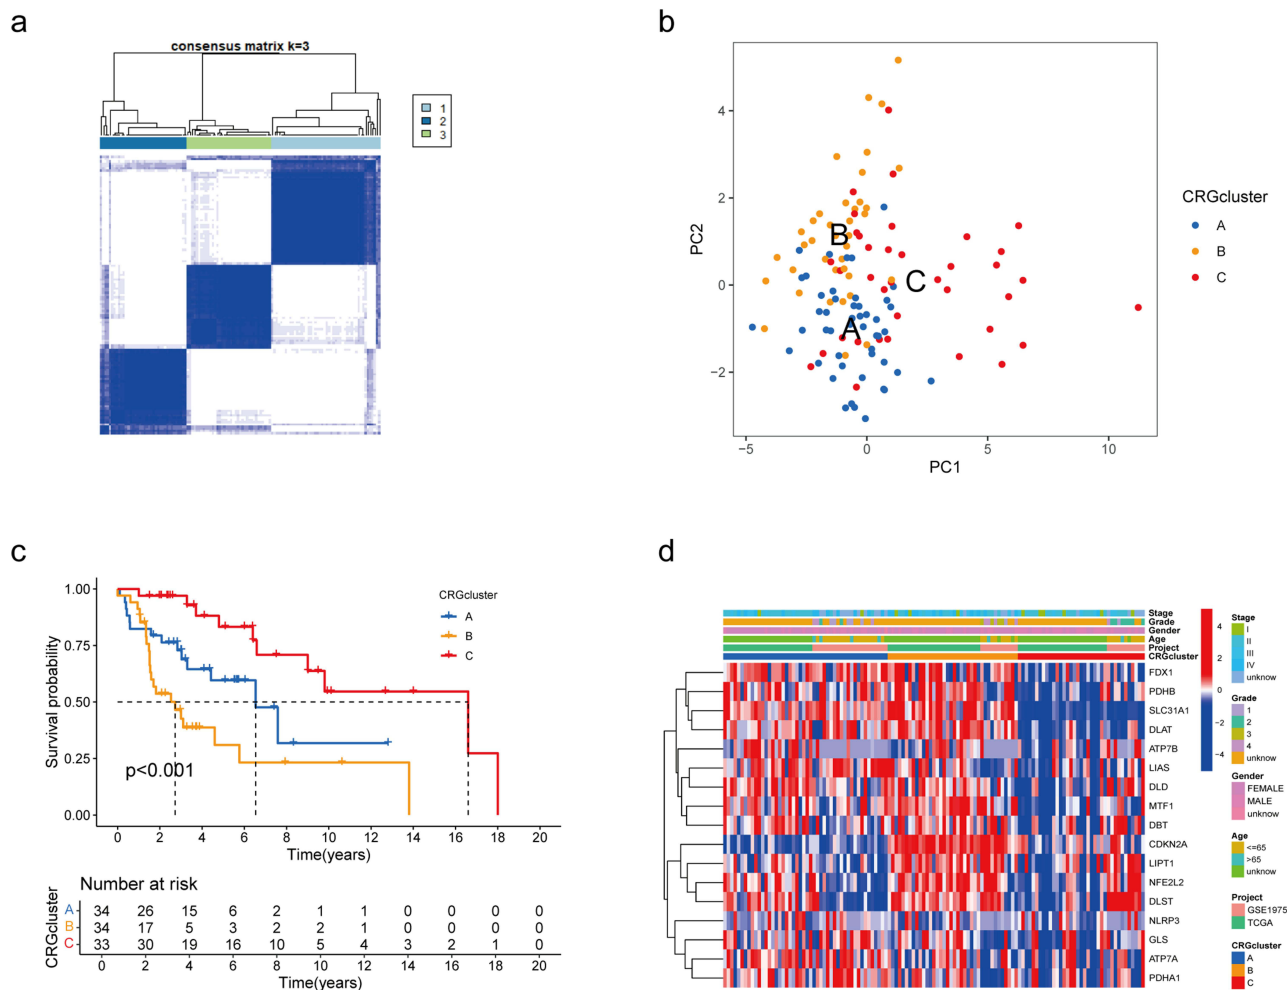 a
consensus matrix k=3
1
2
3
b
4
2
0
−2
PC2
−5
0
5
10
PC1
CRGcluster
A
B
C
B
C
A
c
1.00
0.75
0.50
0.25
0.00
Survival probability
p<0.001
CRGcluster
A
B
C
0 2 4 6 8 10 12 14 16 18 20
Time(years)
Number at risk
CRGcluster
A 34 26 15 6 2 1 1 0 0 0 0
B 34 17 5 3 2 2 1 0 0 0 0
C 33 30 19 16 10 5 4 3 2 1 0
0 2 4 6 8 10 12 14 16 18 20
Time(years)
d
Stage
Grade
Gender
Age
Project
CRGcluster
FDX1
PDHB
SLC31A1
DLAT
ATP7B
LIAS
DLD
MTF1
DBT
CDKN2A
LIPT1
NFE2L2
DLST
NLRP3
GLS
ATP7A
PDHA1
4
2
0
−2
−4
Stage
I
II
III
IV
unknow
Grade
1
2
3
4
unknow
Gender
FEMALE
MALE
unknow
Age
<=65
>65
unknow
Project
GSE1975
TCGA
CRGcluster
A
B
C